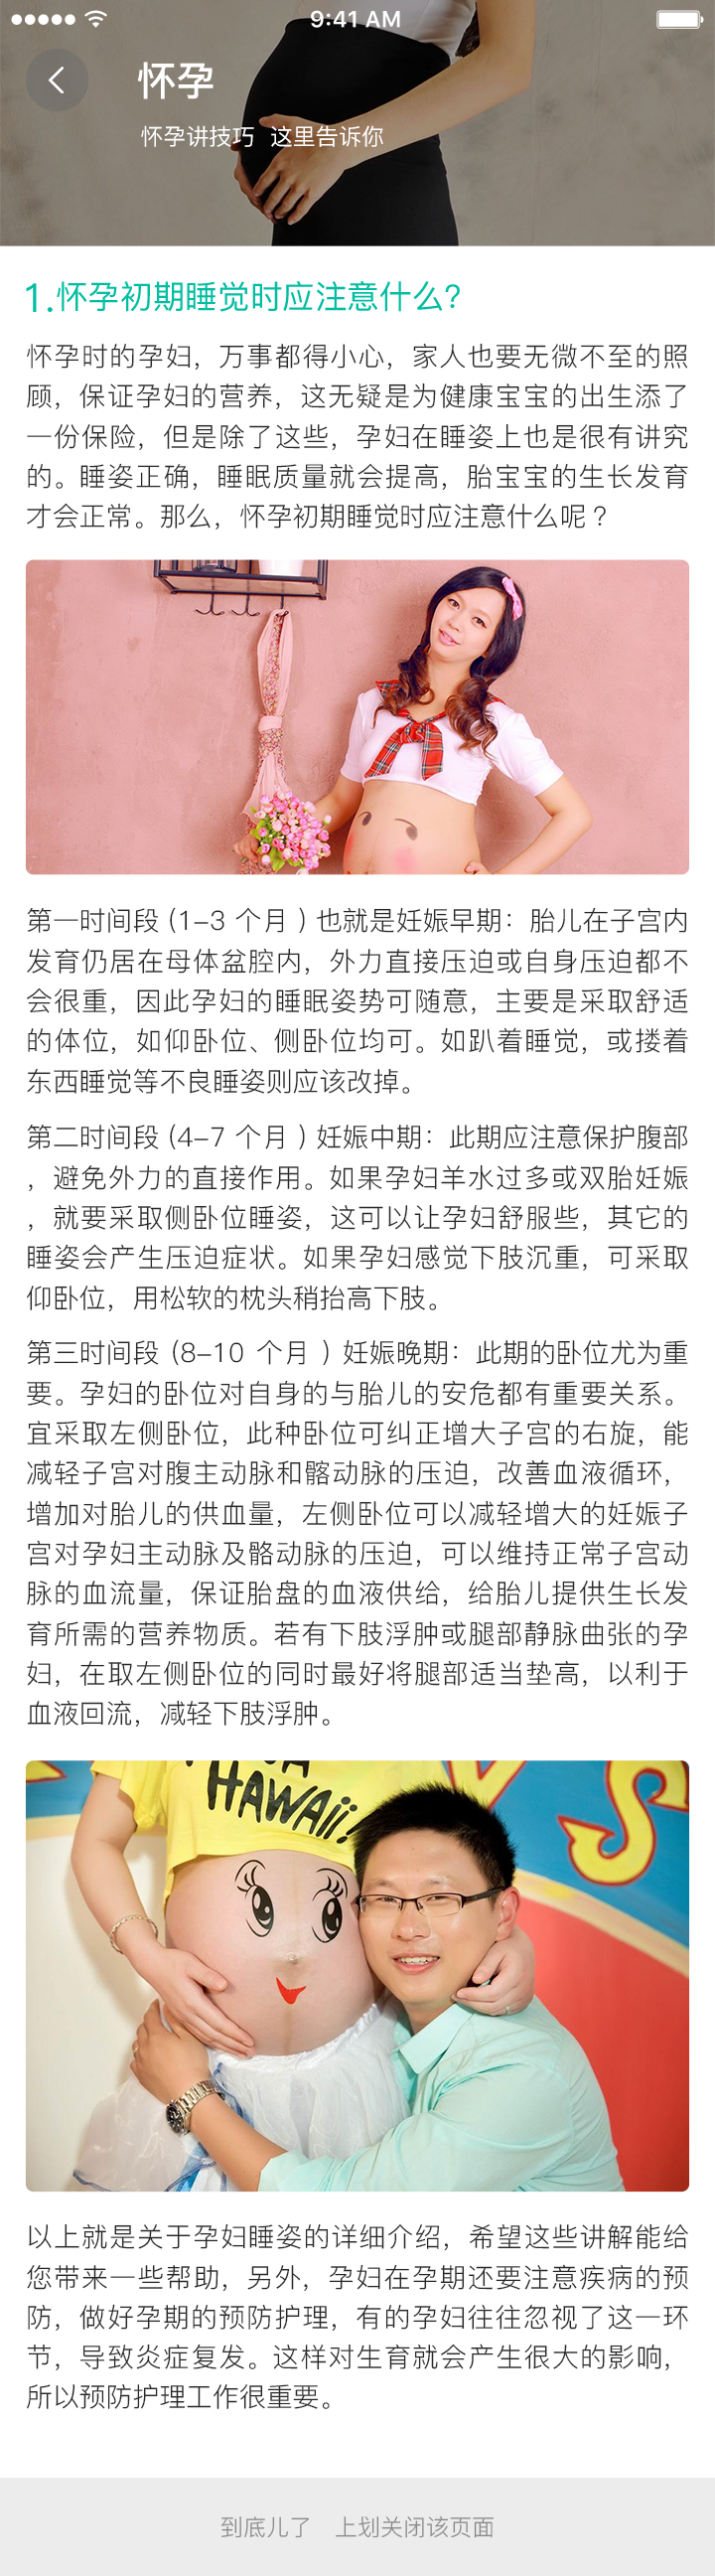 9:41 AM
怀孕
怀孕讲技巧 这里告诉你
1.怀孕初期睡觉时应注意什么?
怀孕时的孕妇，万事都得小心，家人也要无微不至的照
顾，保证孕妇的营养，这无疑是为健康宝宝的出生添了
一份保险，但是除了这些，孕妇在睡姿上也是很有讲究
的。睡姿正确，睡眠质量就会提高，胎宝宝的生长发育
才会正常。那么，怀孕初期睡觉时应注意什么呢？
第一时间段 (1-3 个月 ) 也就是妊娠早期：胎儿在子宫内
发育仍居在母体盆腔内，外力直接压迫或自身压迫都不
会很重，因此孕妇的睡眠姿势可随意，主要是采取舒适
的体位，如仰卧位、侧卧位均可。如趴着睡觉，或搂着
东西睡觉等不良睡姿则应该改掉。
第二时间段 (4-7 个月 ) 妊娠中期：此期应注意保护腹部
，避免外力的直接作用。如果孕妇羊水过多或双胎妊娠
，就要采取侧卧位睡姿，这可以让孕妇舒服些，其它的
睡姿会产生压迫症状。如果孕妇感觉下肢沉重，可采取
仰卧位，用松软的枕头稍抬高下肢。
第三时间段 (8-10 个月 ) 妊娠晚期：此期的卧位尤为重
要。孕妇的卧位对自身的与胎儿的安危都有重要关系。
宜采取左侧卧位，此种卧位可纠正增大子宫的右旋，能
减轻子宫对腹主动脉和髂动脉的压迫，改善血液循环，
增加对胎儿的供血量，左侧卧位可以减轻增大的妊娠子
宫对孕妇主动脉及骼动脉的压迫，可以维持正常子宫动
脉的血流量，保证胎盘的血液供给，给胎儿提供生长发
育所需的营养物质。若有下肢浮肿或腿部静脉曲张的孕
妇，在取左侧卧位的同时最好将腿部适当垫高，以利于
血液回流，减轻下肢浮肿。
HAWAii!
以上就是关于孕妇睡姿的详细介绍，希望这些讲解能给
您带来一些帮助，另外，孕妇在孕期还要注意疾病的预
防，做好孕期的预防护理，有的孕妇往往忽视了这一环
节，导致炎症复发。这样对生育就会产生很大的影响，
所以预防护理工作很重要。
到底儿了 上划关闭该页面